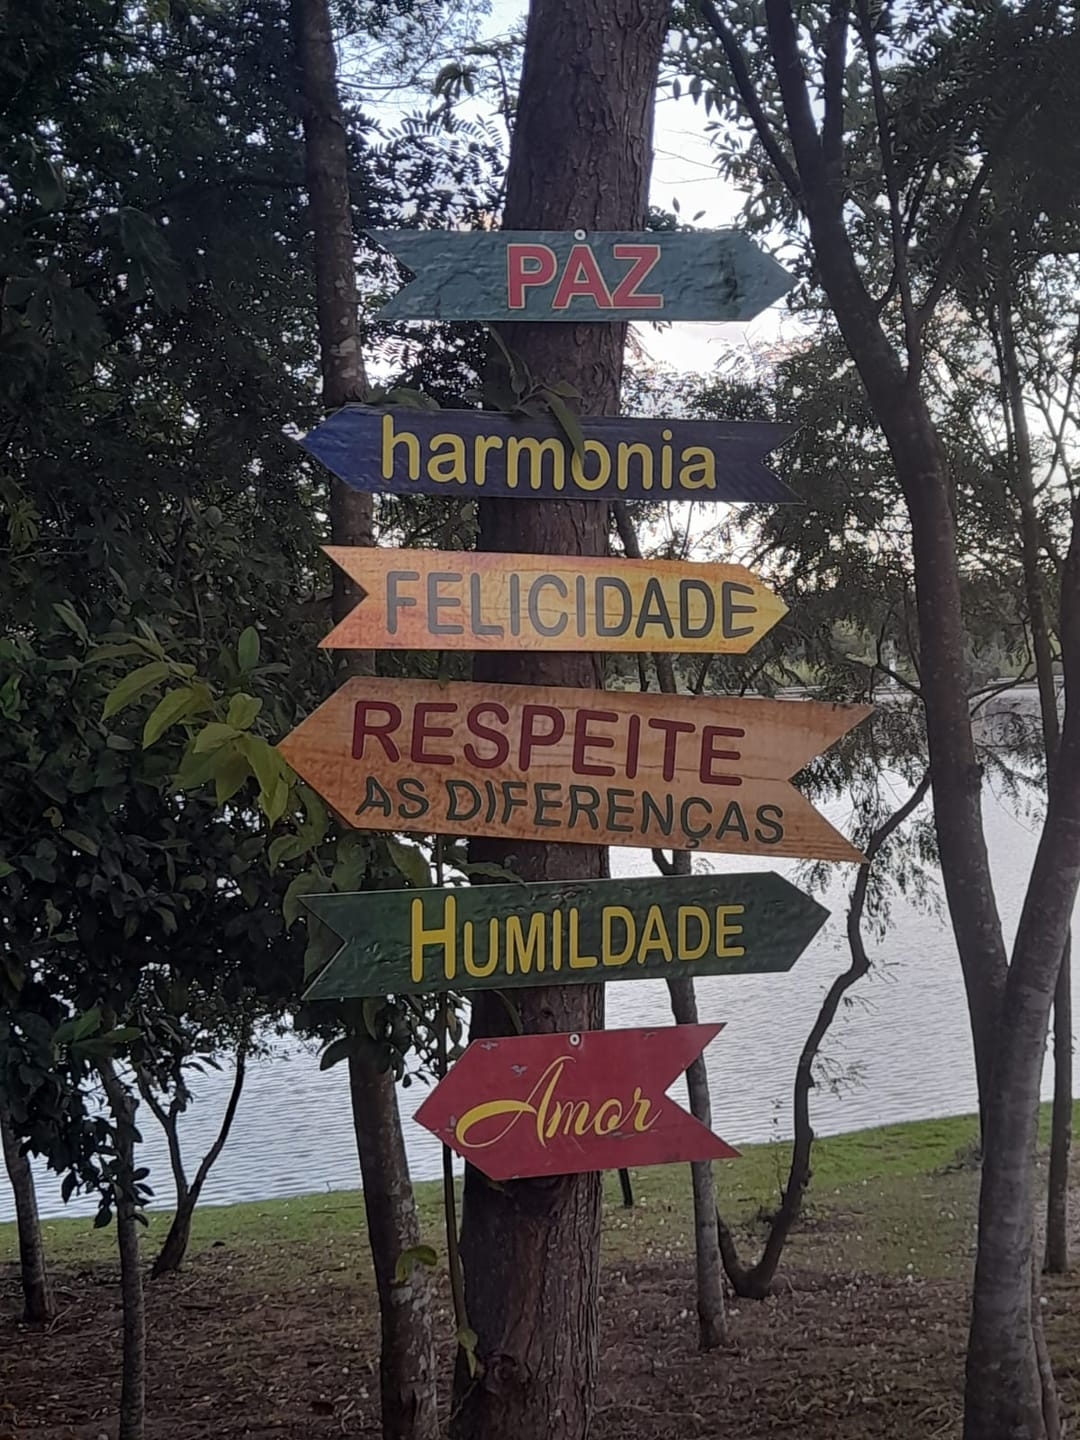 PAZ
harmonia
FELICIDADE
RESPEITE
AS DIFERENÇAS
HUMILDADE
Amor